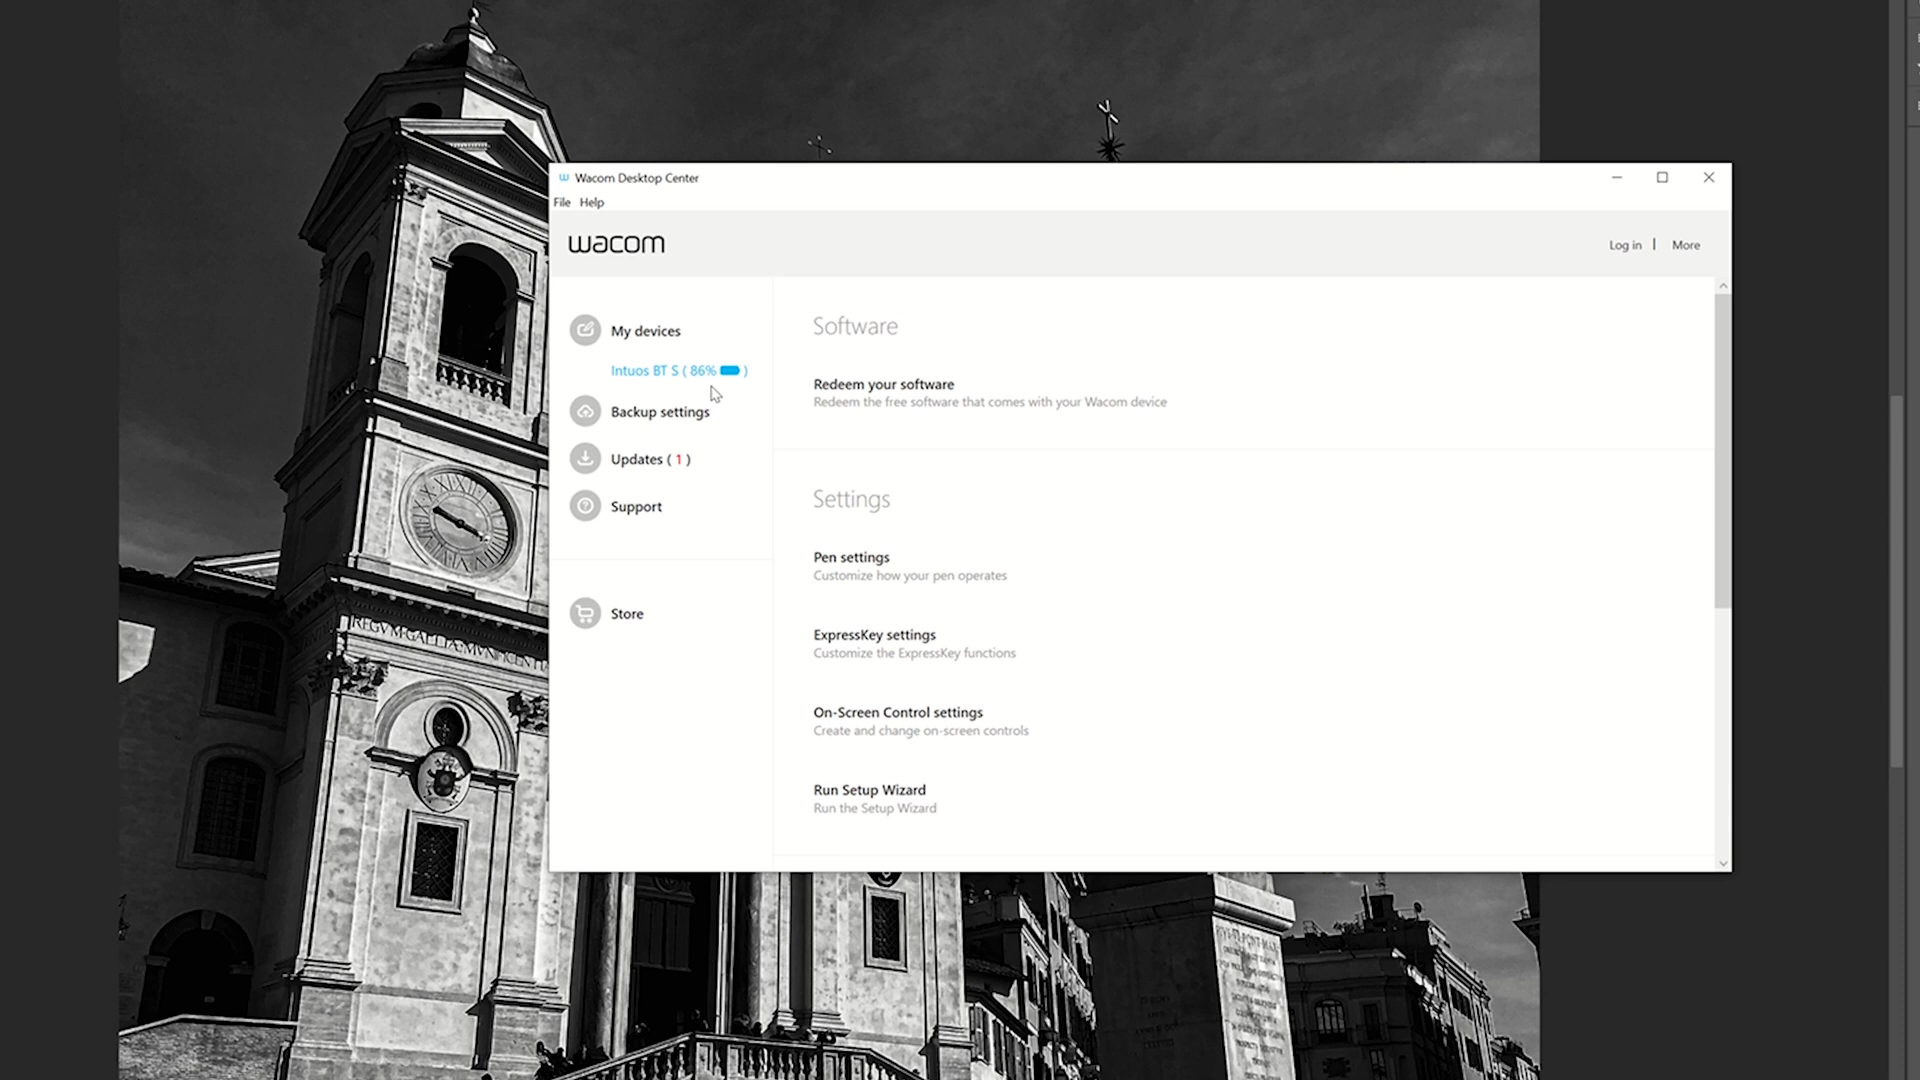 Wacom Desktop Center
File Help
wacom
Log in | More
My devices
Intuos BT S ( 86% )
Backup settings
Updates ( 1 )
Support
Store
Software
Redeem your software
Redeem the free software that comes with your Wacom device
Settings
Pen settings
Customize how your pen operates
ExpressKey settings
Customize the ExpressKey functions
On-Screen Control settings
Create and change on-screen controls
Run Setup Wizard
Run the Setup Wizard